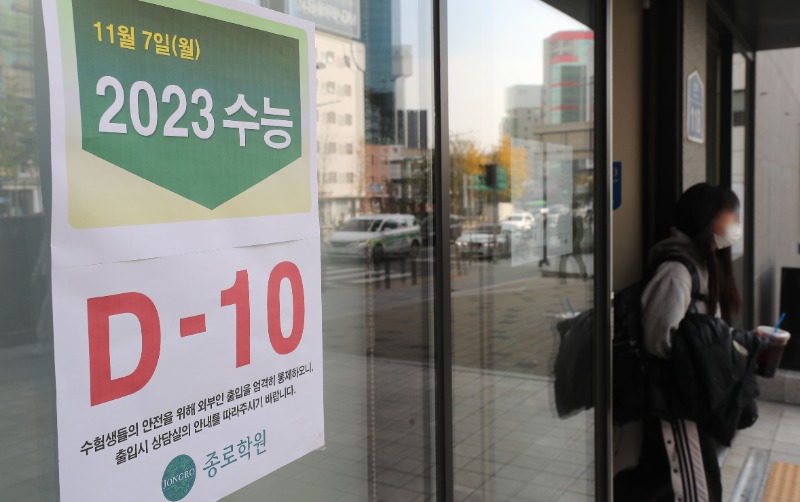 11월 7일(월)
2023 수능
D-10
수험생들의 안전을 위해 외부인 출입을 엄격히 통제하오니,
출입시 상담실의 안내를 따라주시기 바랍니다.
JONGRO
종로학원